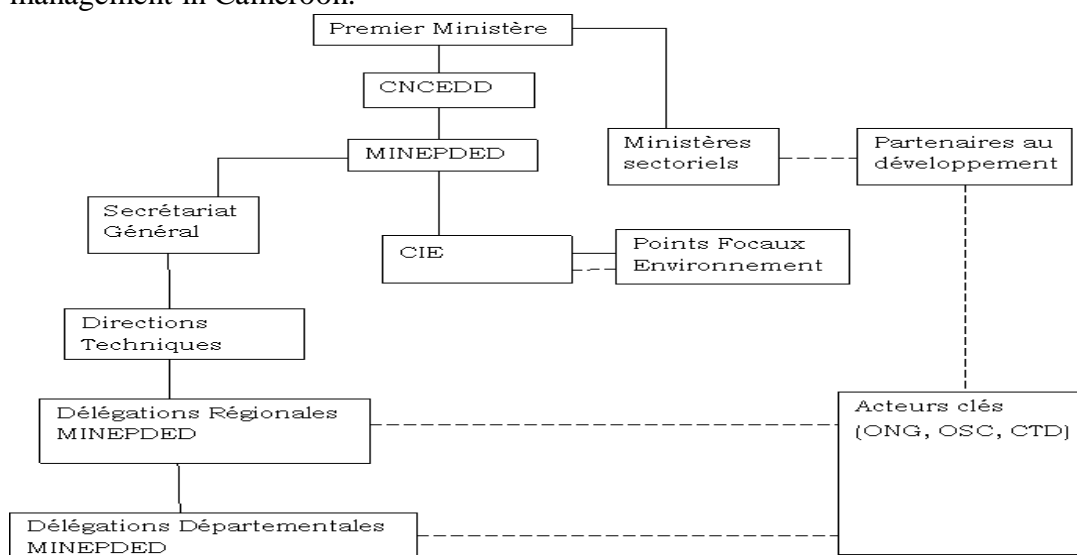 management in Cameroon.
Premier Ministère
CNCEDD
MINEPDED
Ministères
sectoriels
Partenaires au
développement
Secrétariat
Général
CIE
Points Focaux
Environnement
Directions
Techniques
Délégations Régionales
MINEPDED
Acteurs clés
(ONG, OSC, CTD)
Délégations Départementales
MINEPDED